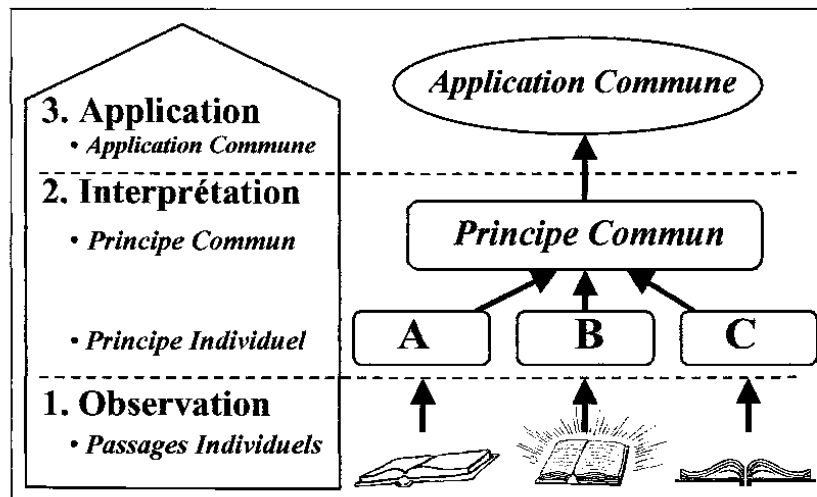 3. Application
• Application Commune
2. Interprétation
• Principe Commun
• Principe Individuel
1. Observation
• Passages Individuels
Application Commune
Principe Commun
A B C